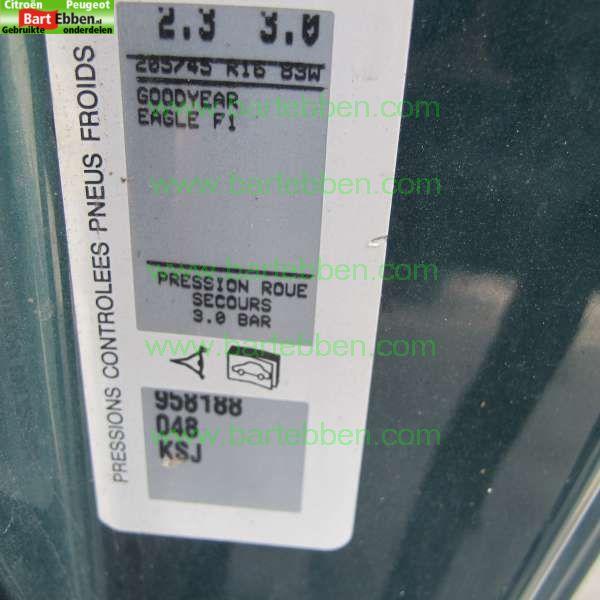 Citroën Peugeot
BartEbben.nl
Gebruikte onderdelen
2.3 3.0
205/45 R16 83W
GOODYEAR
EAGLE F1
www.bartebben.com
www.bartebben.com
www.bartebben.com
PRESSION ROUE
SECOURS
3.0 BAR
www.bartebben.com
958188
048
KSJ
www.bartebben.com
PRESSIONS CONTROLEES PNEUS FROIDS